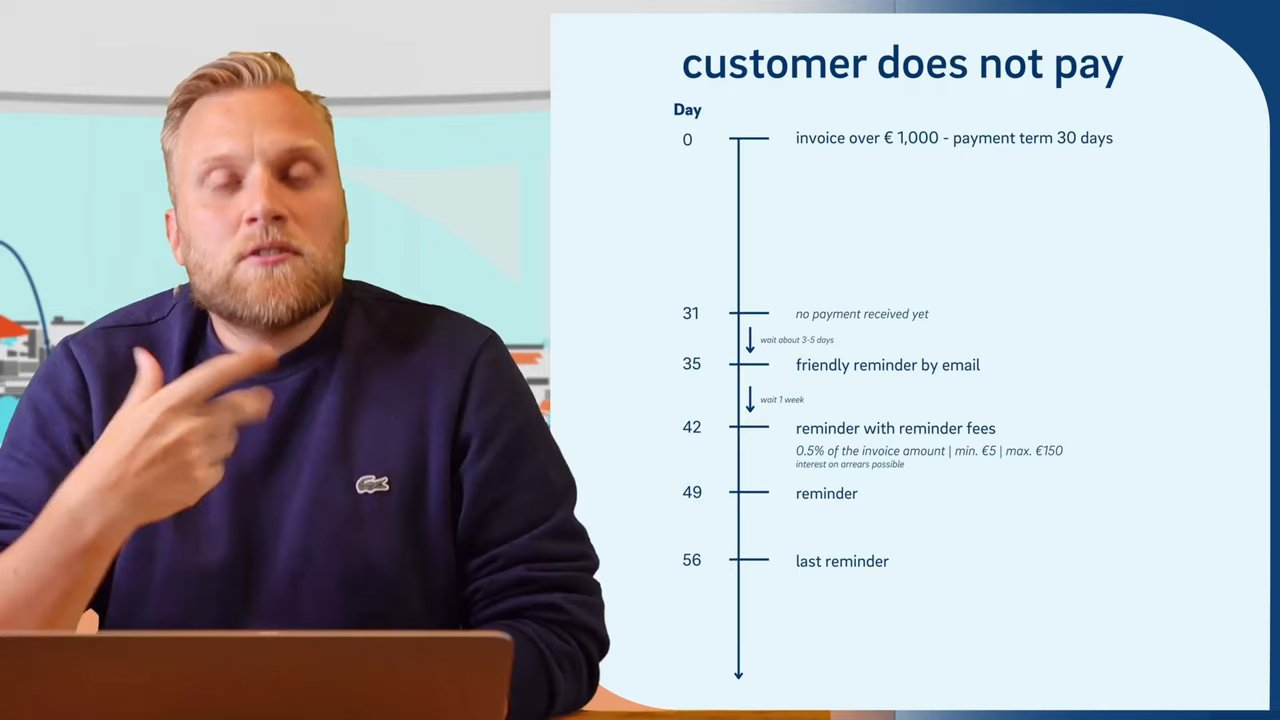 customer does not pay
Day
0 invoice over € 1,000 - payment term 30 days
31 no payment received yet
wait about 3-5 days
35 friendly reminder by email
wait 1 week
42 reminder with reminder fees
0.5% of the invoice amount | min. €5 | max. €150
interest on arrears possible
49 reminder
56 last reminder